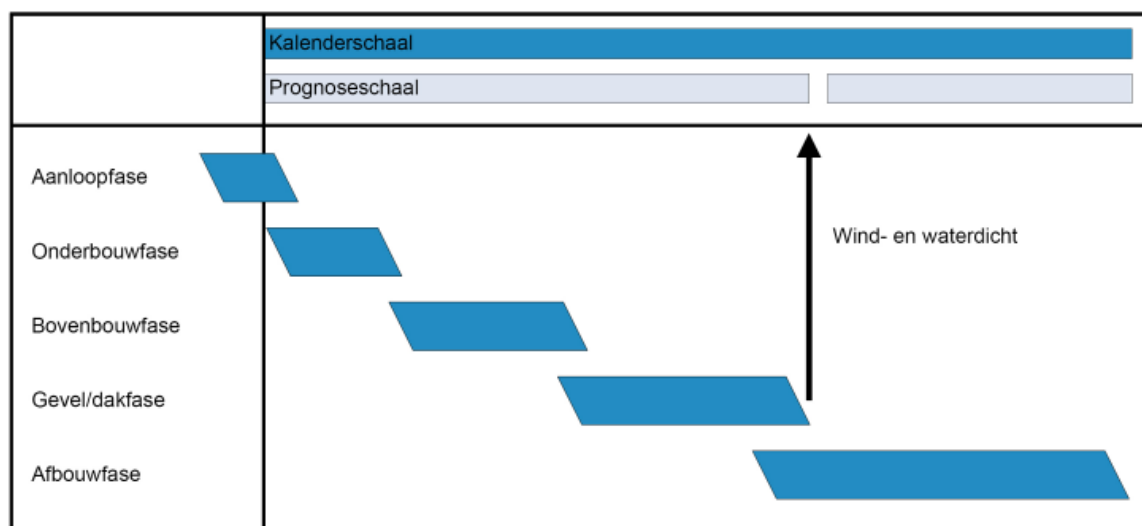 Kalenderschaal
Prognoseschaal
Aanloopfase
Onderbouwfase
Wind- en waterdicht
Bovenbouwfase
Gevel/dakfase
Afbouwfase